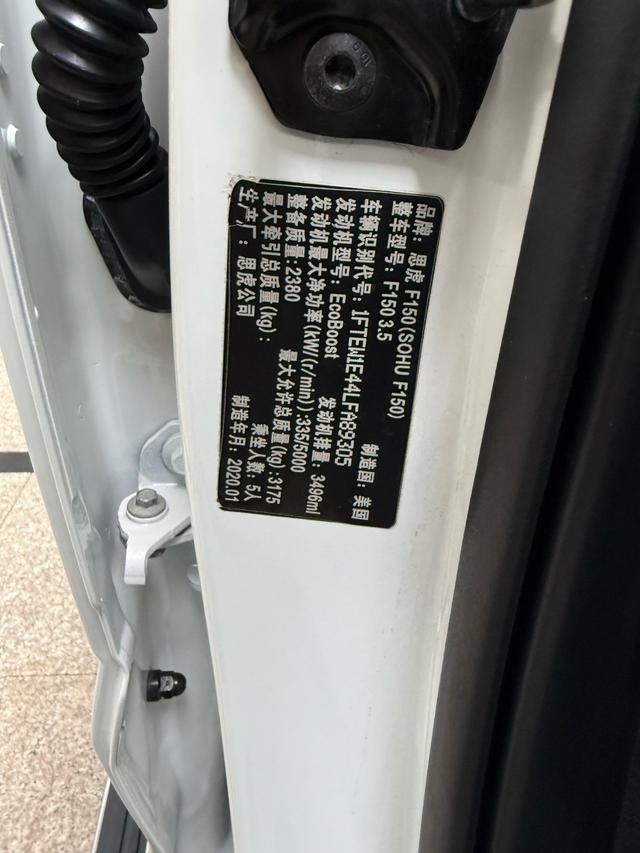 10.9
品牌: 思虎 F150(SOHU F150)
整车型号: F150 3.5 制造国: 美国
车辆识别代号: 1FTEW1E44LFA89305
发动机型号: EcoBoost 发动机排量: 3496ml
发动机最大净功率(kW/(r/min)):335/5000
整备质量:2380 最大允许总质量(kg):3175
最大牵引总质量(kg): 乘坐人数: 5人
生产厂: 思虎公司 制造年月: 2020.01